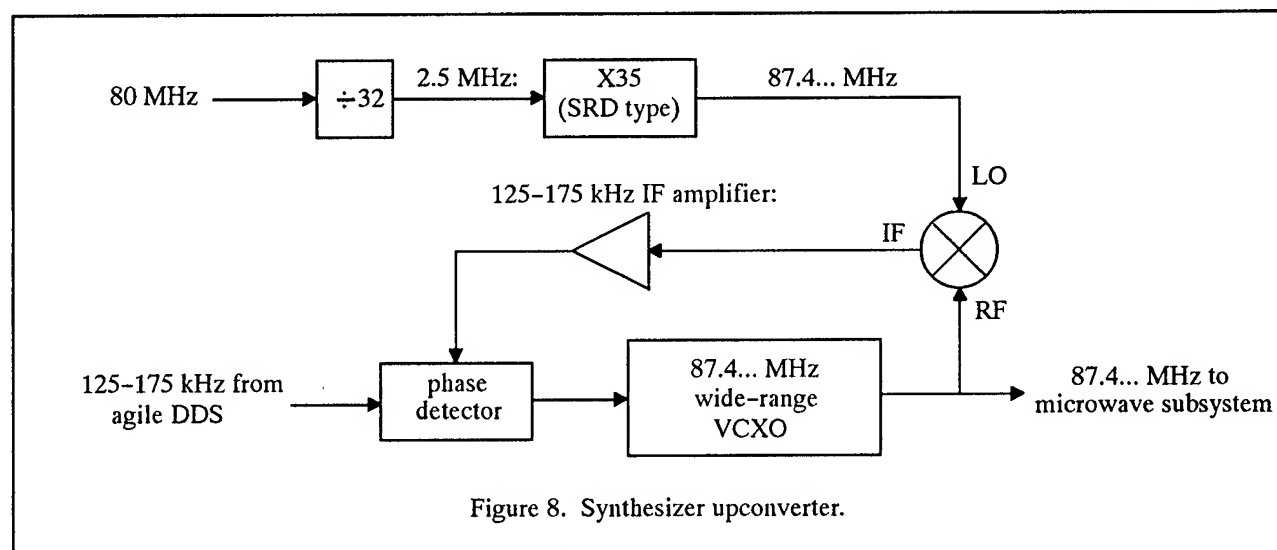 80 MHz
÷32
2.5 MHz:
X35
(SRD type)
87.4... MHz
LO
125-175 kHz IF amplifier:
IF
RF
125-175 kHz from
agile DDS
phase
detector
87.4... MHz
wide-range
VCXO
87.4... MHz to
microwave subsystem
Figure 8. Synthesizer upconverter.